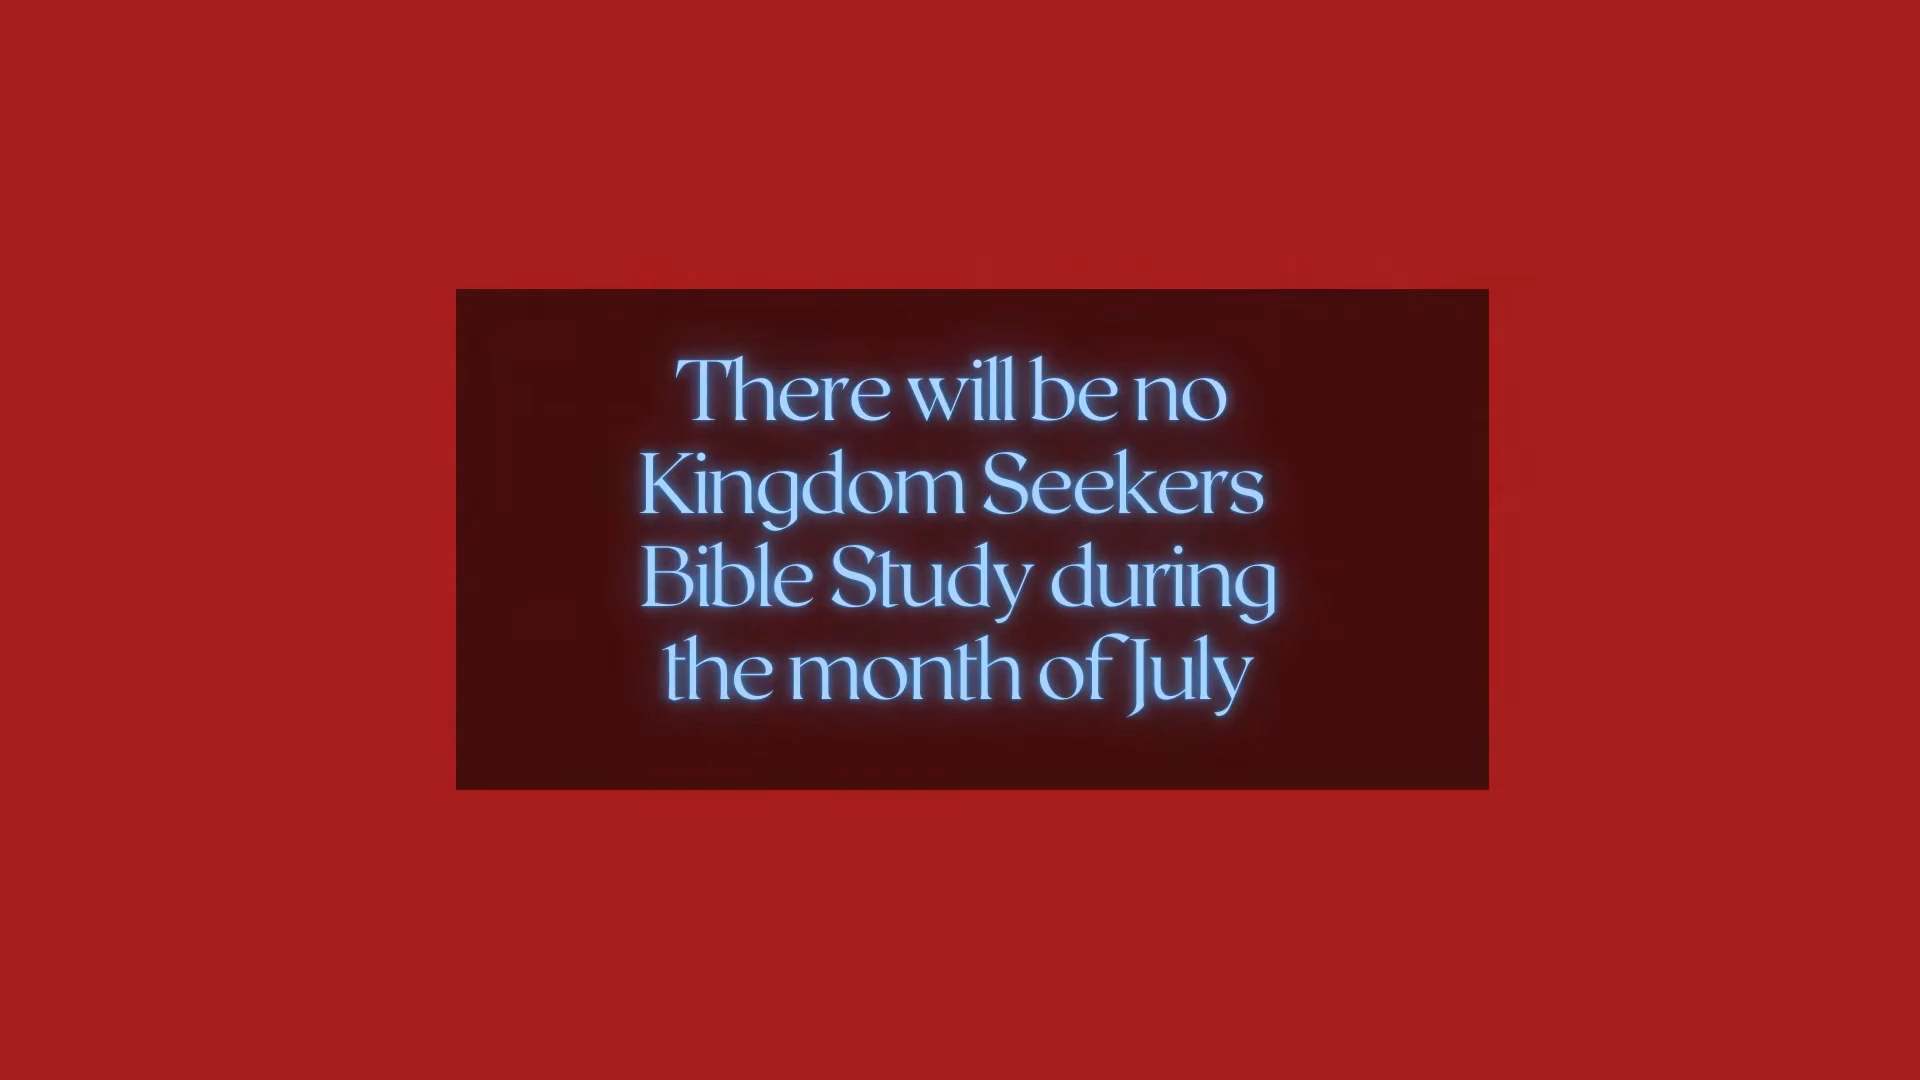 There will be no
Kingdom Seekers
Bible Study during
the month of July